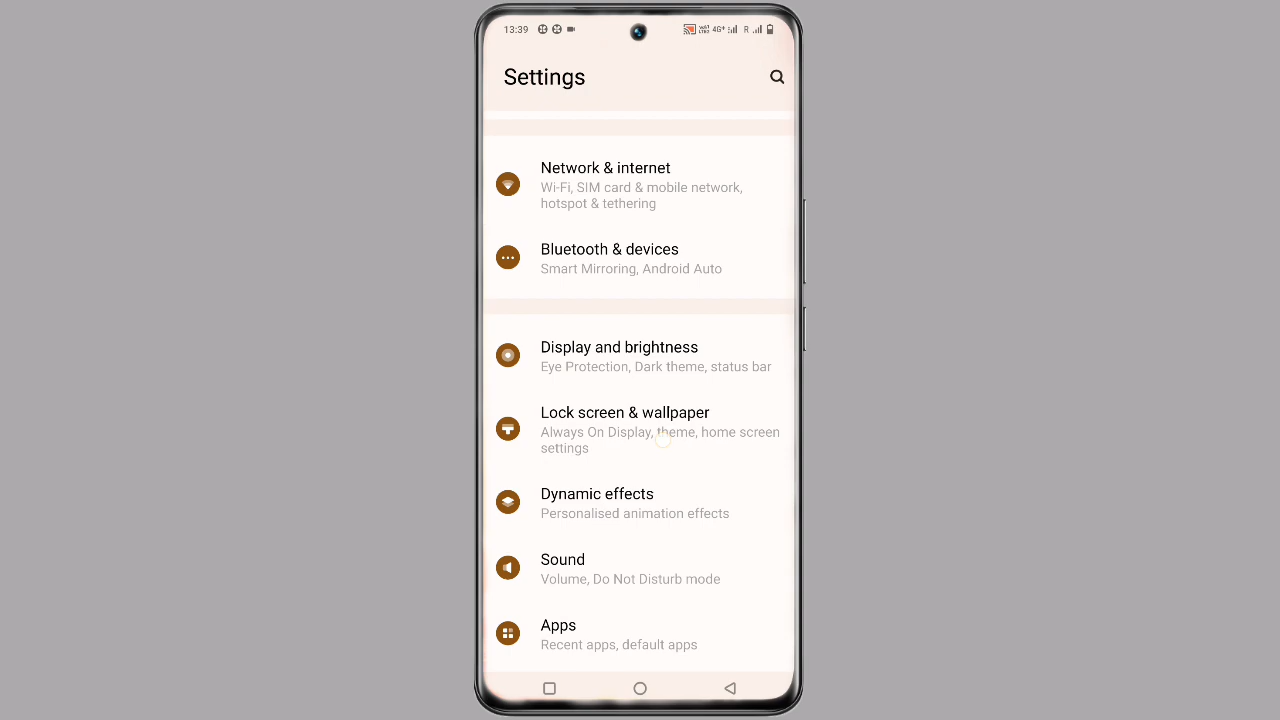 13:39 4G+ R
Settings
Network & internet
Wi-Fi, SIM card & mobile network,
hotspot & tethering
Bluetooth & devices
Smart Mirroring, Android Auto
Display and brightness
Eye Protection, Dark theme, status bar
Lock screen & wallpaper
Always On Display, theme, home screen
settings
Dynamic effects
Personalised animation effects
Sound
Volume, Do Not Disturb mode
Apps
Recent apps, default apps